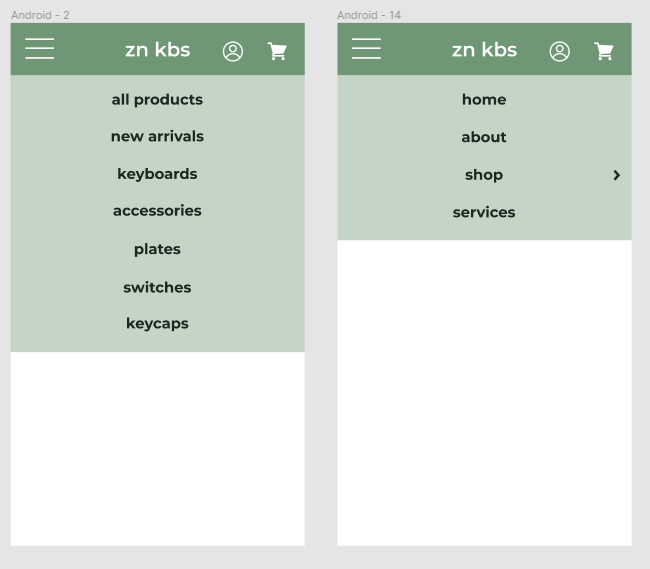 Android - 2
zn kbs
all products
new arrivals
keyboards
accessories
plates
switches
keycaps
Android - 14
zn kbs
home
about
shop
services